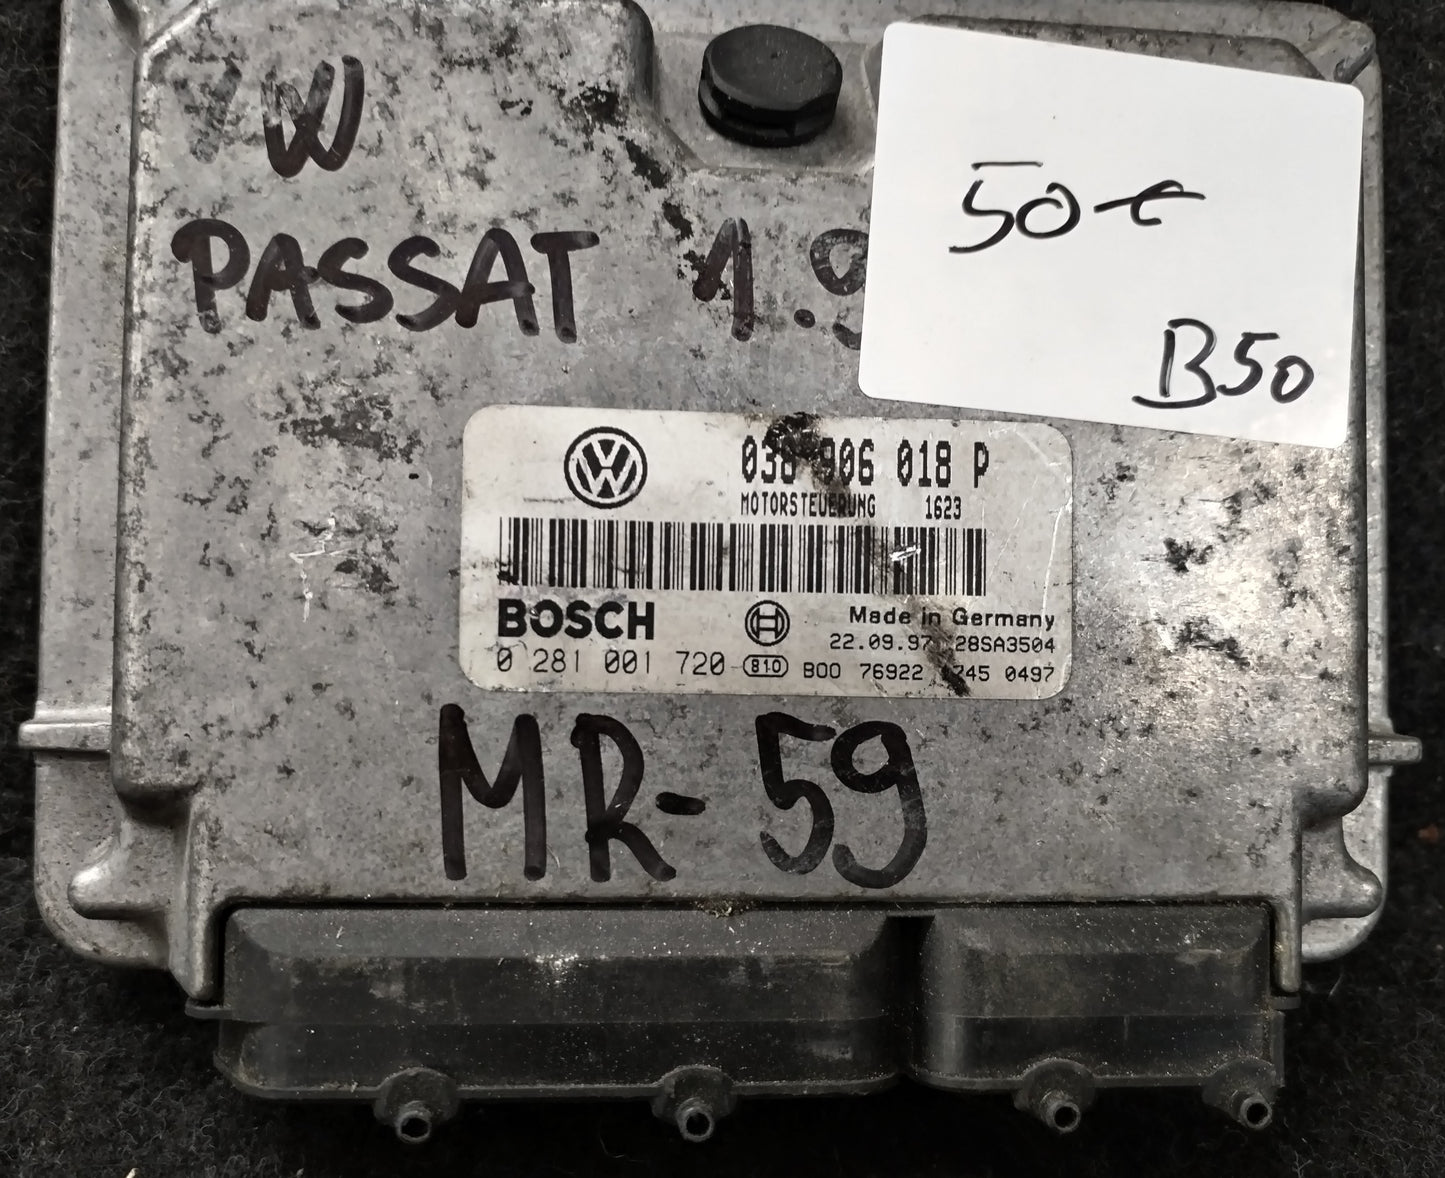 VW
50€
PASSAT 1.9
B50
038 906 018 P
MOTORSTEUERUNG 1623
BOSCH
Made in Germany
22.09.97 28SA3504
0 281 001 720 810 B00 76922 745 0497
MR-59